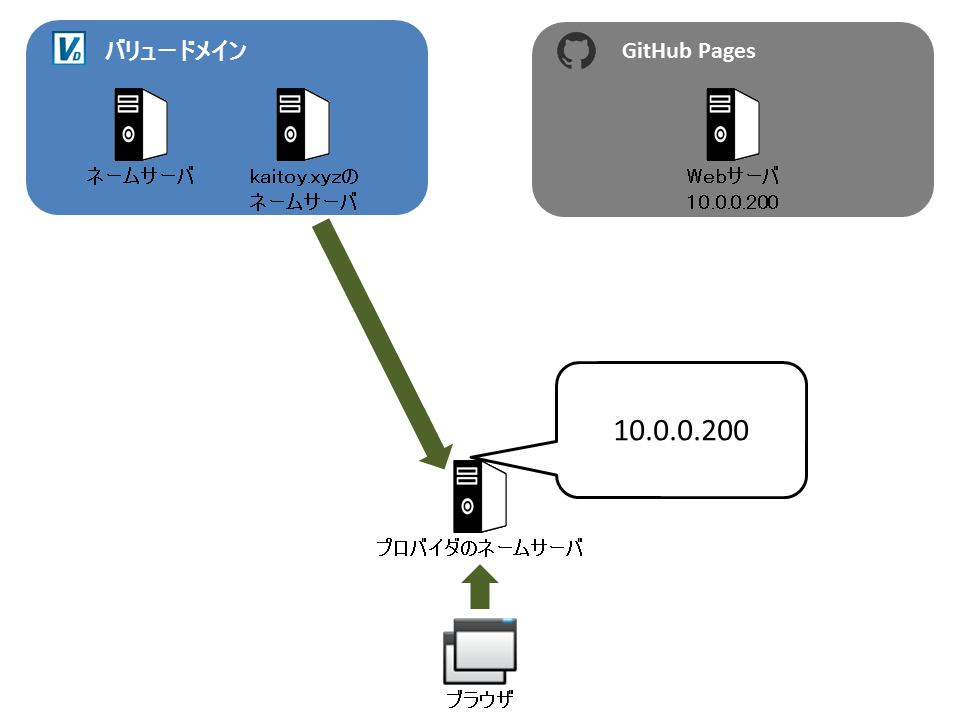 バリュードメイン
ネームサーバ
kaitoy.xyzの
ネームサーバ
GitHub Pages
Webサーバ
10.0.0.200
10.0.0.200
プロバイダのネームサーバ
ブラウザ